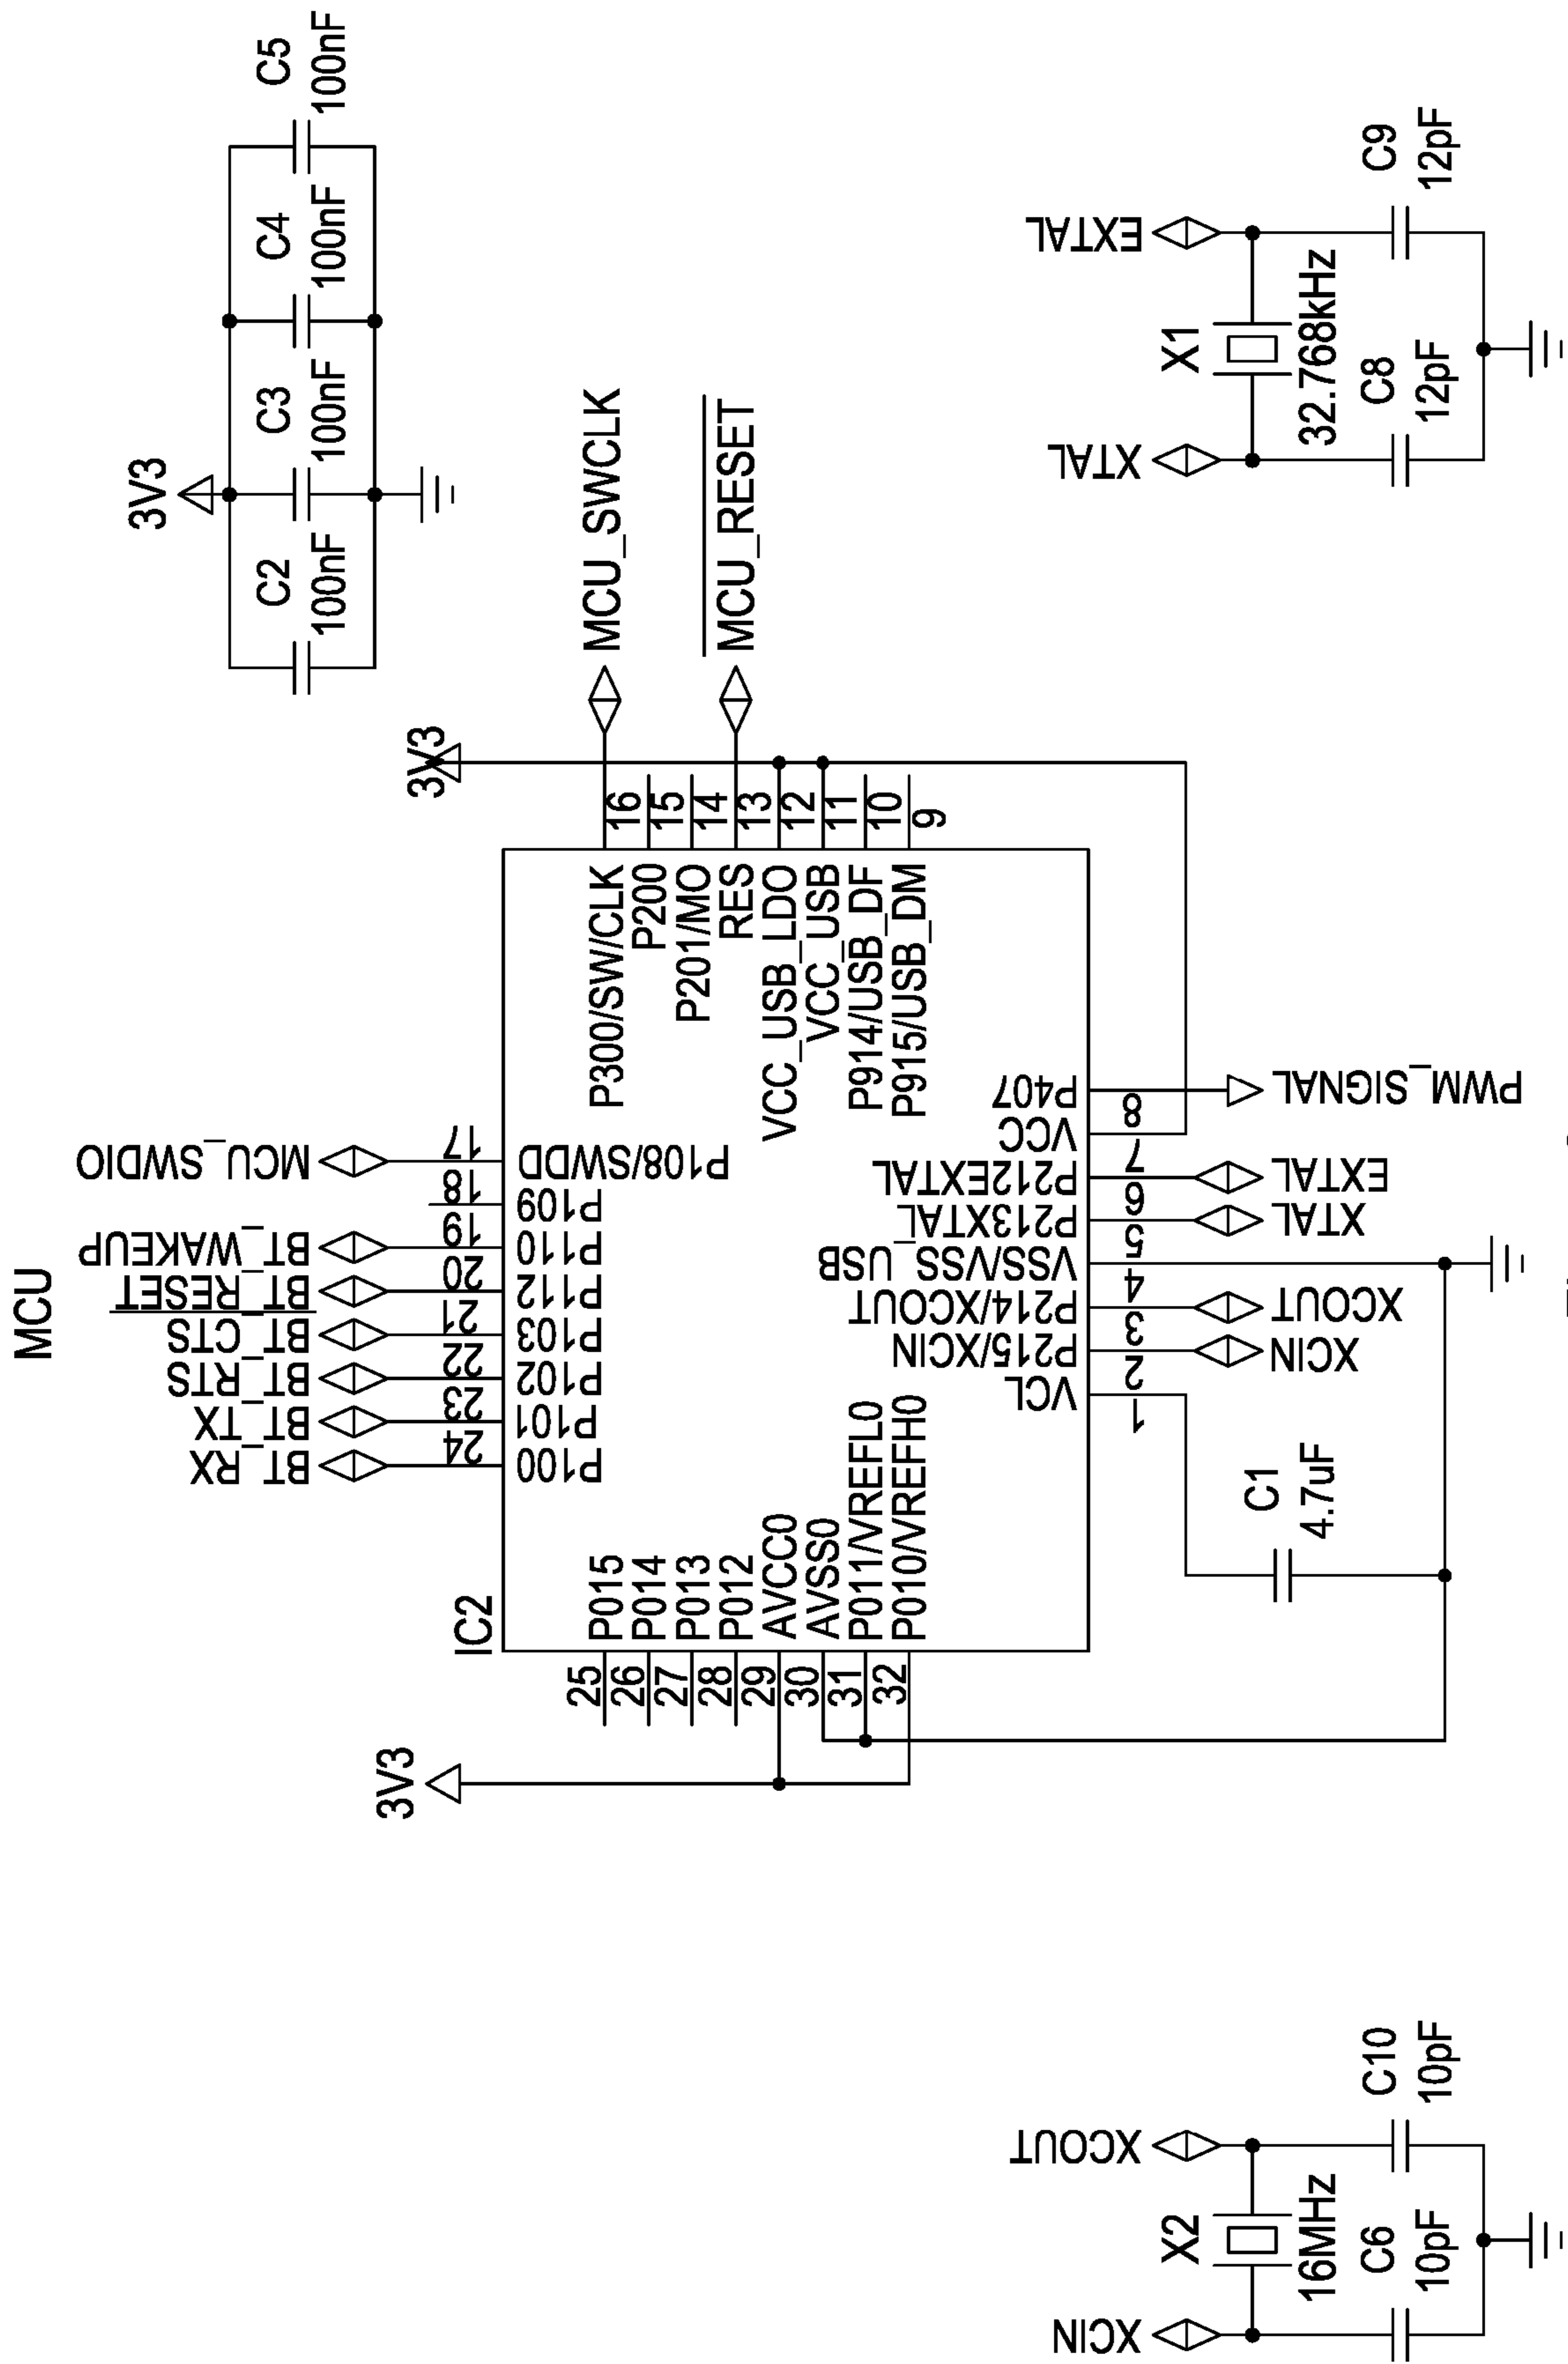 MCU
3V3
C2
100nF
C3
100nF
C4
100nF
C5
100nF
MCU_SWDIO
BT_WAKEUP
BT_RESET
BT_CTS
BT_RTS
BT_TX
BT_RX
17
18
19
20
21
22
23
24
P108/SWDD
P109
P110
P112
P103
P102
P101
P100
3V3
MCU_SWCLK
MCU_RESET
16
15
14
13
12
11
10
9
P300/SW/CLK
P200
P201/MO
RES
VCC_USB_LDO
VCC_USB
P914/USB_DF
P915/USB_DM
IC2
3V3
25
26
27
28
29
30
31
32
P015
P014
P013
P012
AVCC0
AVSS0
P011/VREFL0
P010/VREFH0
P407
VCC
P212EXTAL
P213XTAL
VSS/VSS_USB
P214/XCOUT
P215/XCIN
VCL
8
7
6
5
4
3
2
1
PWM_SIGNAL
EXTAL
XTAL
XCOUT
XCIN
C1
4.7uF
XTAL
EXTAL
X1
32.768kHz
C8
12pF
C9
12pF
XCIN
XCOUT
X2
16MHz
C6
10pF
C10
10pF